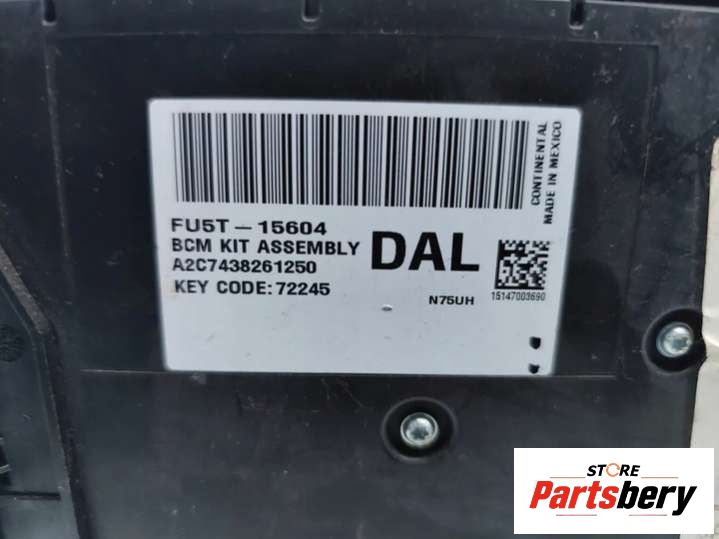 FU5T-15604
BCM KIT ASSEMBLY
A2C7438261250
KEY CODE: 72245
DAL
N75UH
15147003690
CONTINENTAL
MADE IN MEXICO
STORE
Partsbery